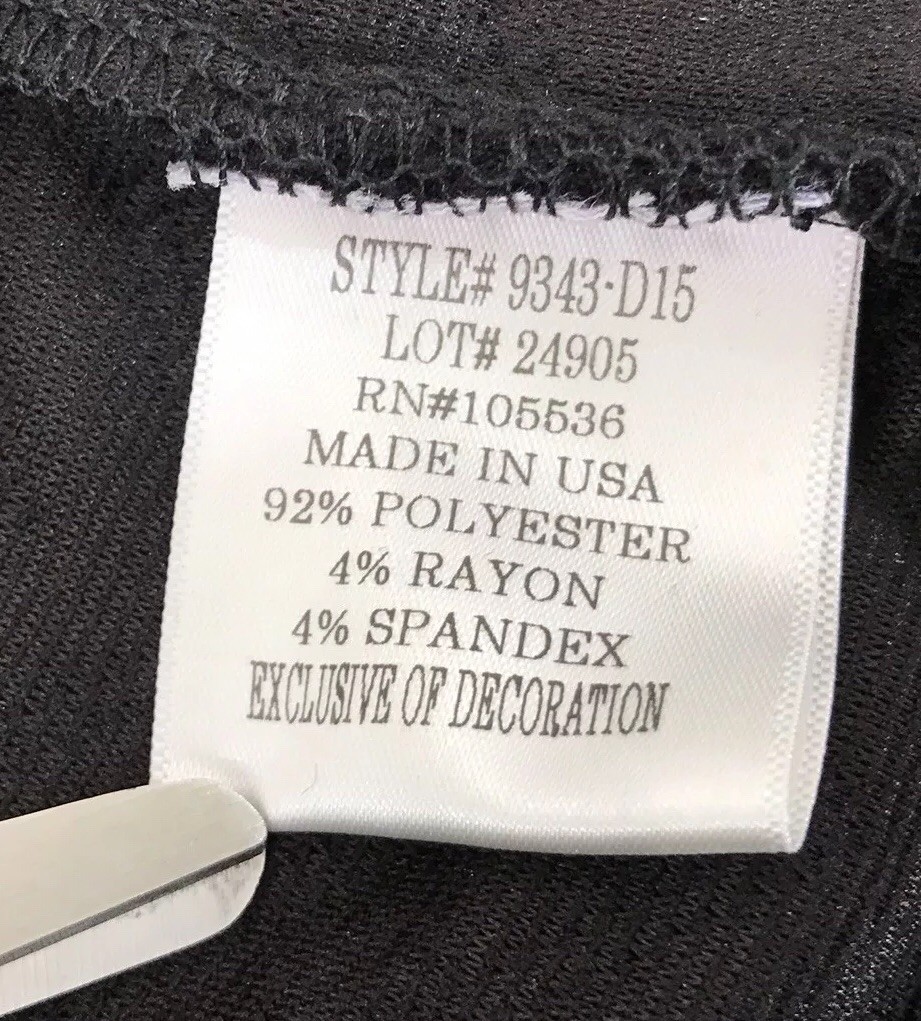 STYLE# 9343-D15
LOT# 24905
RN#105536
MADE IN USA
92% POLYESTER
4% RAYON
4% SPANDEX
EXCLUSIVE OF DECORATION